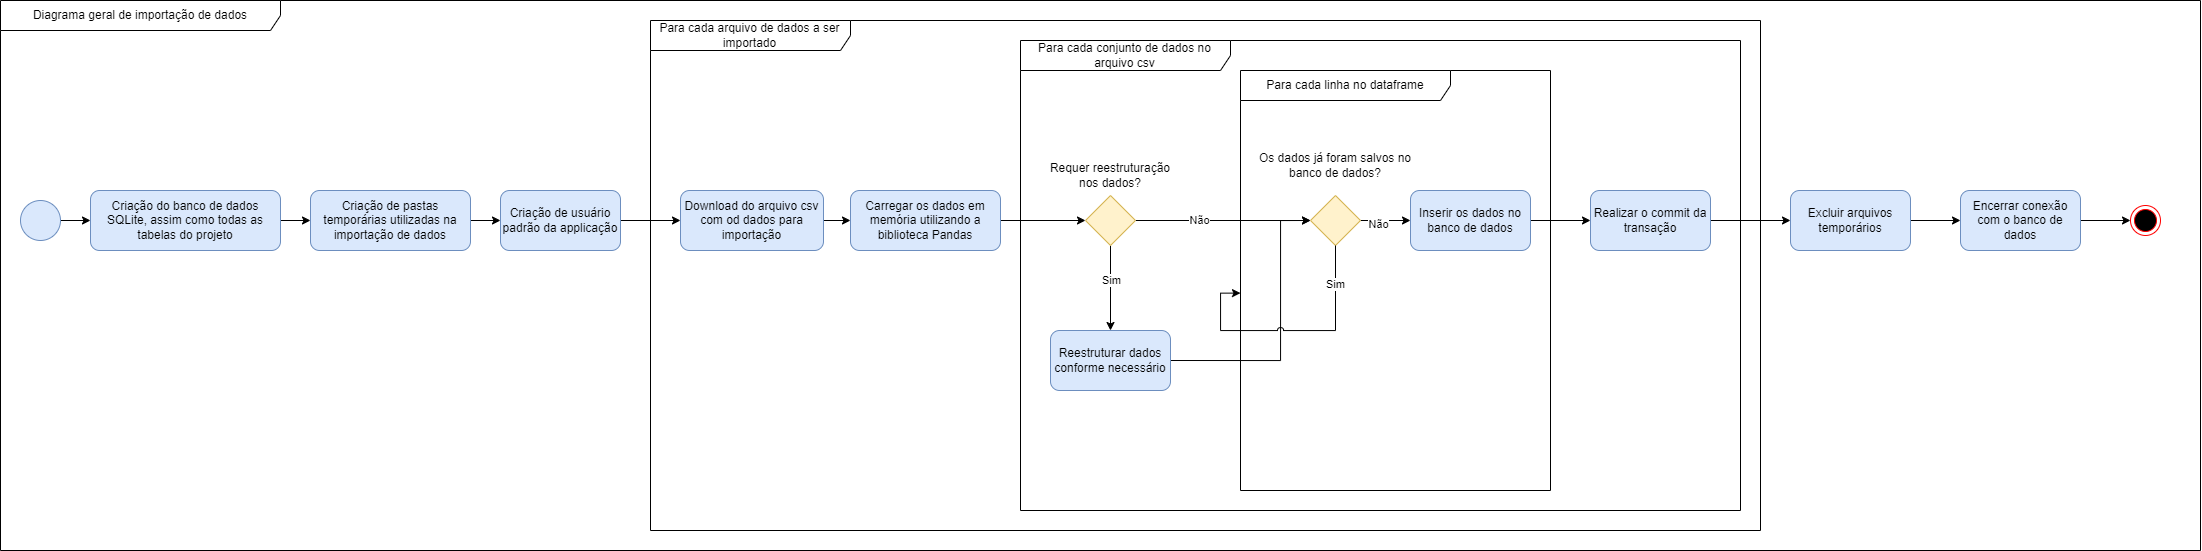 Diagrama geral de importação de dados
Para cada arquivo de dados a ser
importado
Para cada conjunto de dados no
arquivo csv
Para cada linha no dataframe
Criação do banco de dados
SQLite, assim como todas as
tabelas do projeto
Criação de pastas
temporárias utilizadas na
importação de dados
Criação de usuário
padrão da applicação
Download do arquivo csv
com od dados para
importação
Carregar os dados em
memória utilizando a
biblioteca Pandas
Requer reestruturação
nos dados?
Não
Sim
Reestruturar dados
conforme necessário
Os dados já foram salvos no
banco de dados?
Não
Sim
Inserir os dados no
banco de dados
Realizar o commit da
transação
Excluir arquivos
temporários
Encerrar conexão
com o banco de
dados